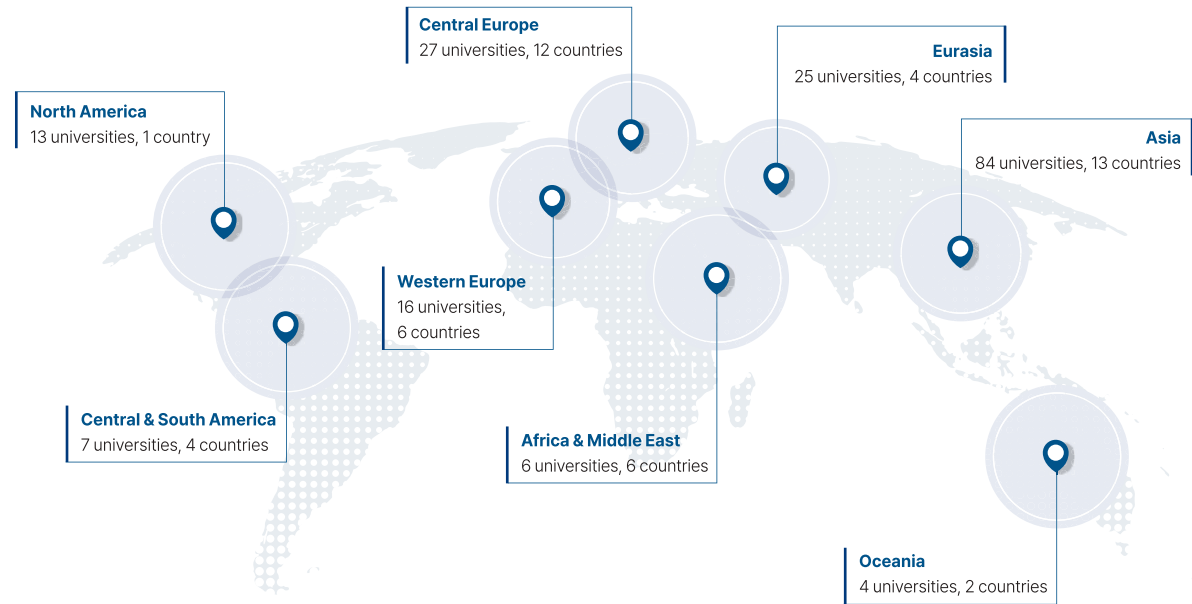 Central Europe
27 universities, 12 countries
Eurasia
25 universities, 4 countries
North America
13 universities, 1 country
Asia
84 universities, 13 countries
Western Europe
16 universities,
6 countries
Central & South America
7 universities, 4 countries
Africa & Middle East
6 universities, 6 countries
Oceania
4 universities, 2 countries